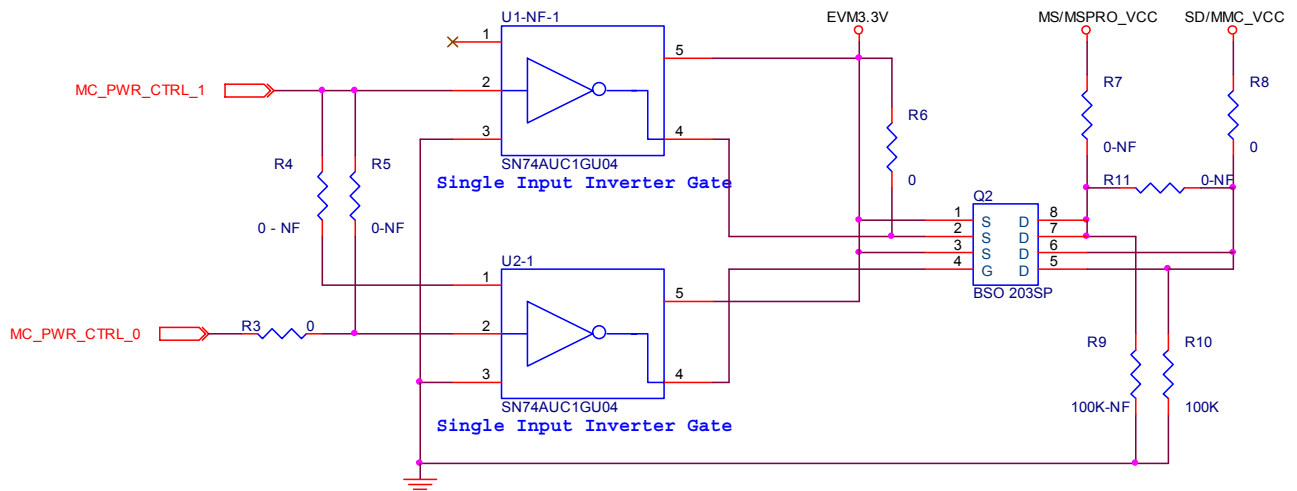 U1-NF-1
EVM3.3V
MS/MSPRO_VCC
SD/MMC_VCC
1
5
MC_PWR_CTRL_1
2
R7
R8
R6
3
4
0-NF
0
R4
R5
SN74AUC1GU04
Single Input Inverter Gate
0
R11
0-NF
Q2
0 - NF
0-NF
1
S
D
8
2
S
D
7
3
S
D
6
4
G
D
5
BSO 203SP
U2-1
1
5
MC_PWR_CTRL_0
R3
0
2
R9
R10
3
4
SN74AUC1GU04
100K-NF
100K
Single Input Inverter Gate